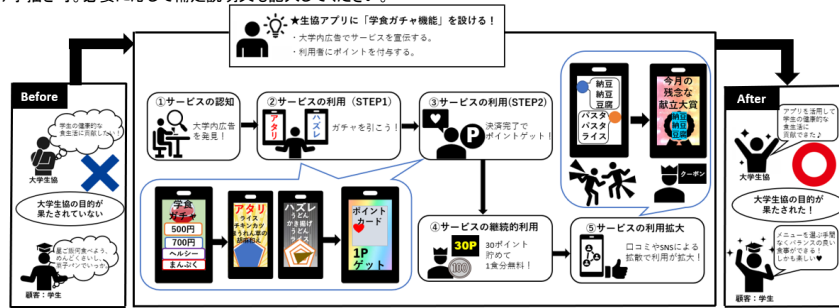 ★生協アプリに「学食ガチャ機能」を設ける！
・大学内広告でサービスを宣伝する。
・利用者にポイントを付与する。
Before
学生の健康的な
食生活に
貢献したい！
大学生協
大学生協の目的が
果たされていない
昼ご飯何食べよう、
めんどくさいし、
菓子パンでいっか。
顧客：学生
①サービスの認知
大学内広告
を発見！
②サービスの利用（STEP1）
アタリ
ハズレ
ガチャを引こう！
③サービスの利用(STEP2)
P
決済完了で
ポイントゲット！
学食
ガチャ
500円
700円
ヘルシー
まんぷく
アタリ
ライス
チキンカツ
ほうれん草の
胡麻和え
ハズレ
うどん
かき揚げ
うどん
ポイント
カード
1P
ゲット
④サービスの継続的利用
30P
100
30ポイント
貯めて
1食分無料！
⑤サービスの利用拡大
口コミやSNSによる
拡散で利用が拡大！
納豆
納豆
豆腐
パスタ
パスタ
ライス
今月の
残念な
献立大賞
納豆
納豆
豆腐
クーポン
After
アプリを活用して
学生の健康的な
食生活に
貢献できた♪
大学生協
大学生協の目的が
果たされた！
メニューを選ぶ手間
なくバランスの良い
食事ができる！
しかも楽しい♥
顧客：学生